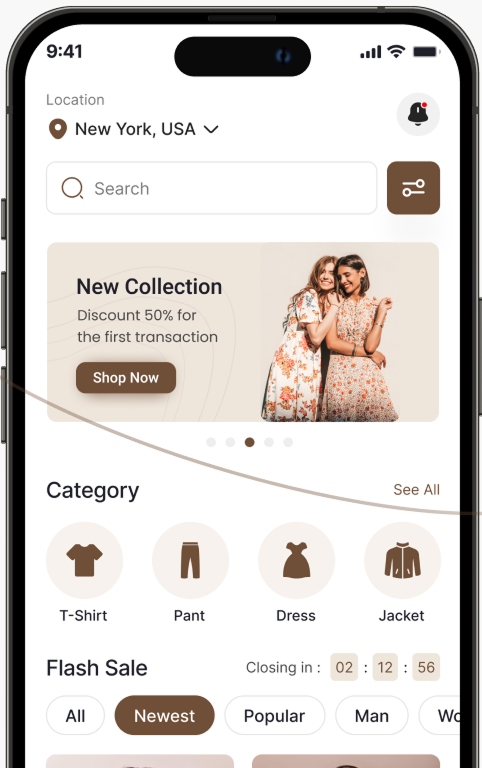 9:41
Location
New York, USA
Search
New Collection
Discount 50% for
the first transaction
Shop Now
Category
See All
T-Shirt
Pant
Dress
Jacket
Flash Sale
Closing in : 02 : 12 : 56
All
Newest
Popular
Man
Wo